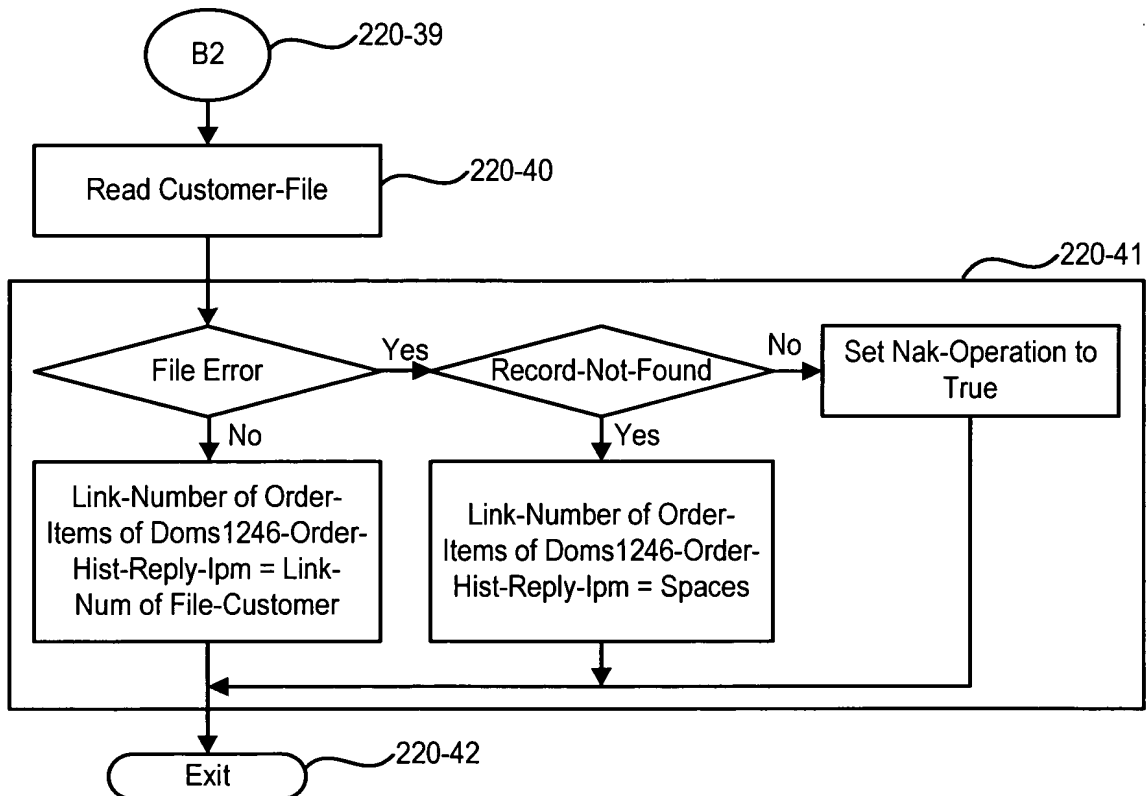 B2
220-39
Read Customer-File
220-40
220-41
File Error
Yes
Record-Not-Found
No
Set Nak-Operation to
True
No
Yes
Link-Number of Order-
Items of Doms1246-Order-
Hist-Reply-Ipm = Link-
Num of File-Customer
Link-Number of Order-
Items of Doms1246-Order-
Hist-Reply-Ipm = Spaces
Exit
220-42